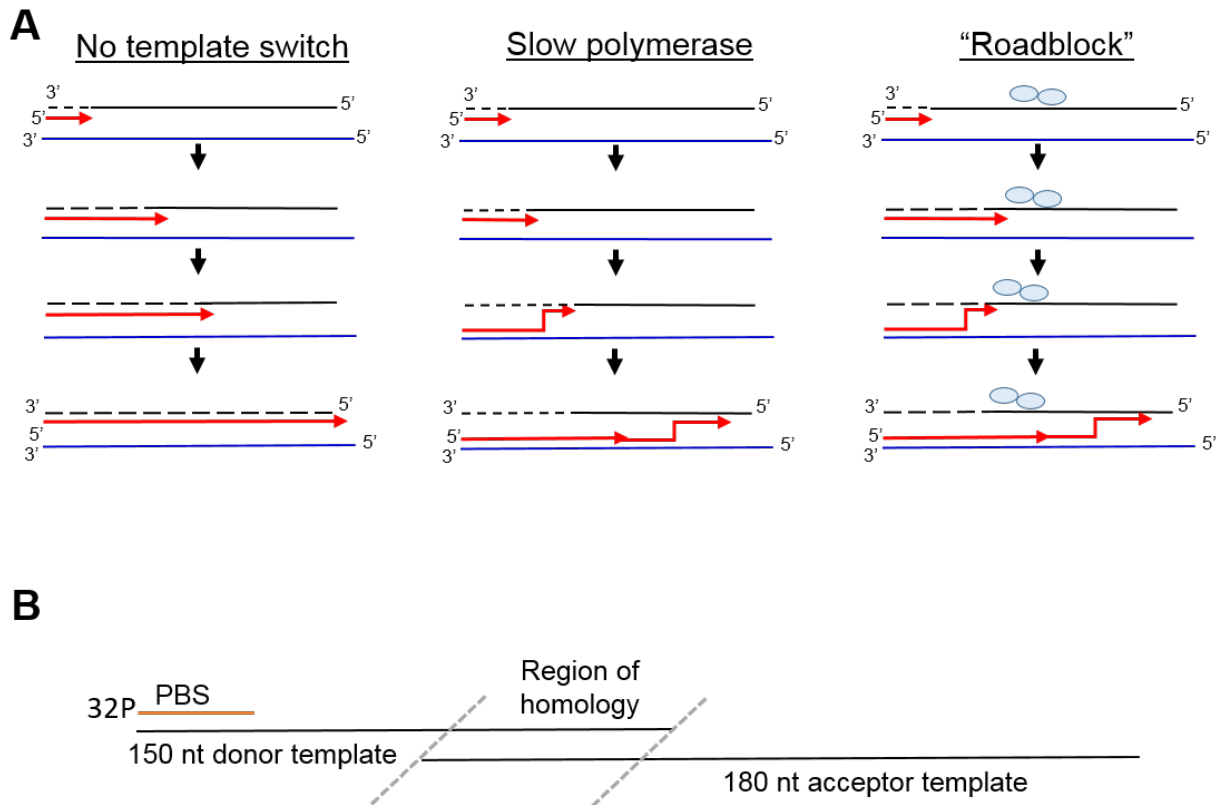 A
No template switch
Slow polymerase
“Roadblock”
3’
5’
5’
3’
5’
3’
5’
5’
3’
5’
3’
5’
5’
3’
5’
3’
5’
5’
3’
5’
3’
5’
5’
3’
5’
3’
5’
5’
3’
5’
B
Region of
homology
32P
PBS
150 nt donor template
180 nt acceptor template